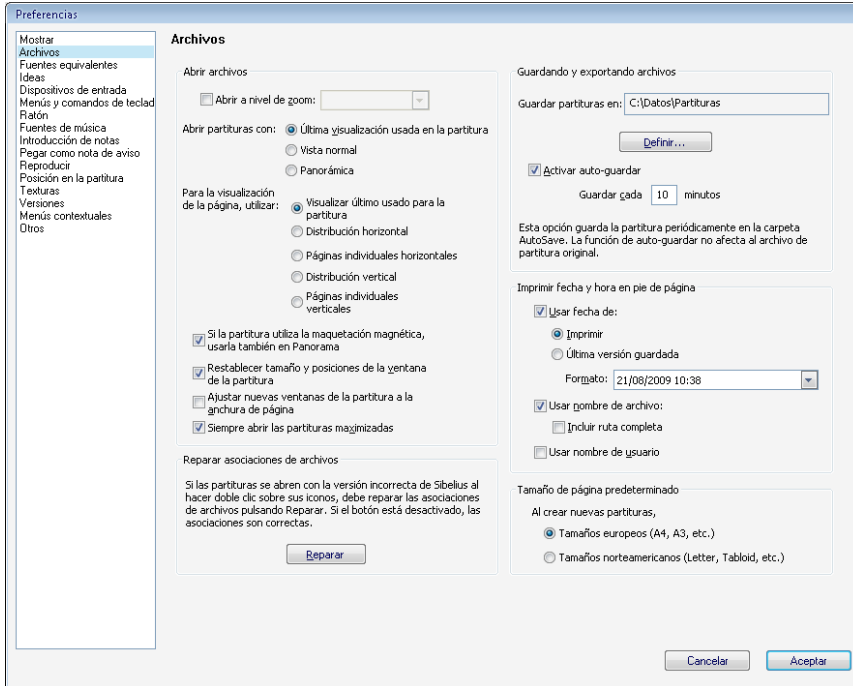 Preferencias
Mostrar
Archivos
Fuentes equivalentes
Ideas
Dispositivos de entrada
Menús y comandos de teclad
Ratón
Fuentes de música
Introducción de notas
Pegar como nota de aviso
Reproducir
Posición en la partitura
Texturas
Versiones
Menús contextuales
Otros
Archivos
Abrir archivos
Abrir a nivel de zoom:
Abrir partituras con:
Última visualización usada en la partitura
Vista normal
Panorámica
Para la visualización
de la página, utilizar:
Visualizar último usado para la
partitura
Distribución horizontal
Páginas individuales horizontales
Distribución vertical
Páginas individuales
verticales
Si la partitura utiliza la maquetación magnética,
usarla también en Panorama
Restablecer tamaño y posiciones de la ventana
de la partitura
Ajustar nuevas ventanas de la partitura a la
anchura de página
Siempre abrir las partituras maximizadas
Reparar asociaciones de archivos
Si las partituras se abren con la versión incorrecta de Sibelius al
hacer doble clic sobre sus iconos, debe reparar las asociaciones
de archivos pulsando Reparar. Si el botón está desactivado, las
asociaciones son correctas.
Reparar
Guardando y exportando archivos
Guardar partituras en: C:\Datos\Partituras
Definir...
Activar auto-guardar
Guardar cada 10 minutos
Esta opción guarda la partitura periódicamente en la carpeta
AutoSave. La función de auto-guardar no afecta al archivo de
partitura original.
Imprimir fecha y hora en pie de página
Usar fecha de:
Imprimir
Última versión guardada
Formato: 21/08/2009 10:38
Usar nombre de archivo:
Incluir ruta completa
Usar nombre de usuario
Tamaño de página predeterminado
Al crear nuevas partituras,
Tamaños europeos (A4, A3, etc.)
Tamaños norteamericanos (Letter, Tabloid, etc.)
Cancelar
Aceptar